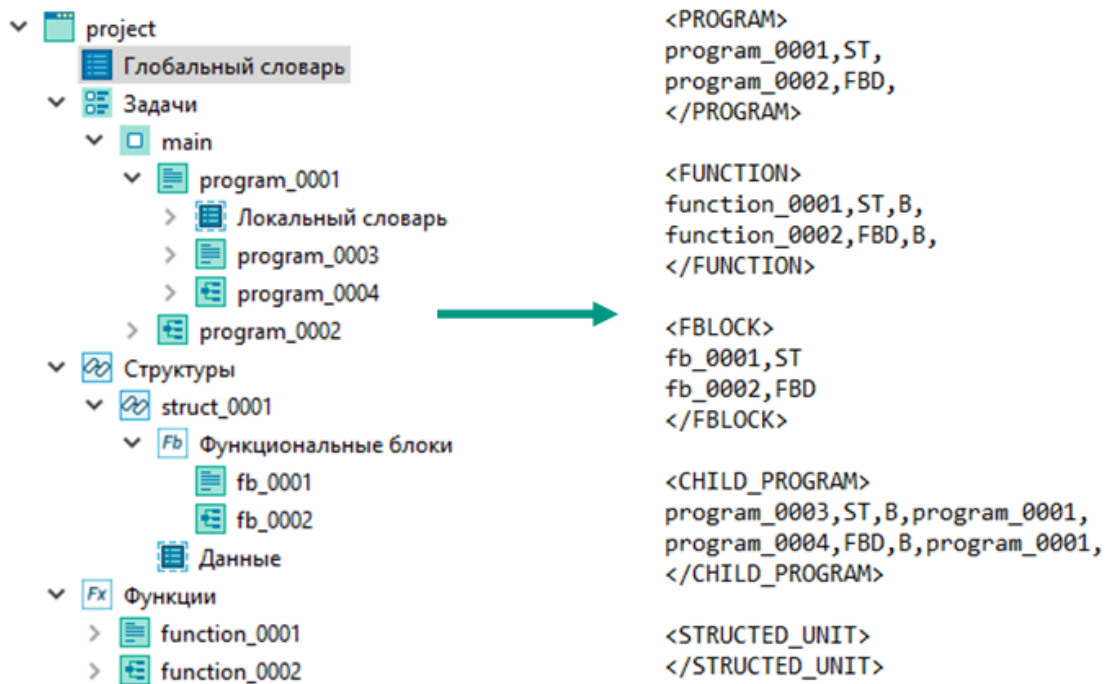 project
Глобальный словарь
Задачи
main
program_0001
Локальный словарь
program_0003
program_0004
program_0002
Структуры
struct_0001
Fb Функциональные блоки
fb_0001
fb_0002
Данные
Fx Функции
function_0001
function_0002
<PROGRAM>
program_0001,ST,
program_0002,FBD,
</PROGRAM>
<FUNCTION>
function_0001,ST,B,
function_0002,FBD,B,
</FUNCTION>
<FBLOCK>
fb_0001,ST
fb_0002,FBD
</FBLOCK>
<CHILD_PROGRAM>
program_0003,ST,B,program_0001,
program_0004,FBD,B,program_0001,
</CHILD_PROGRAM>
<STRUCTED_UNIT>
</STRUCTED_UNIT>